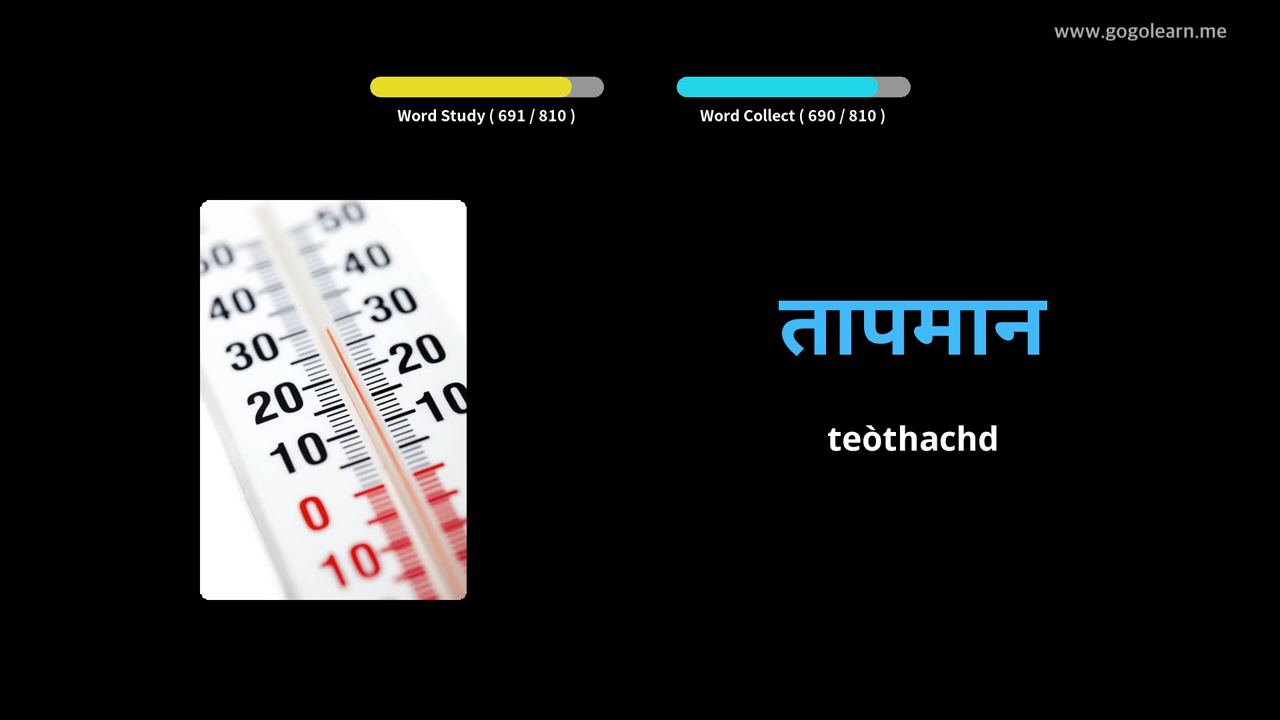 www.gogolearn.me
Word Study ( 691 / 810 )
Word Collect ( 690 / 810 )
50
50
40
40
30
30
20
20
10
10
0
10
तापमान
teòthachd